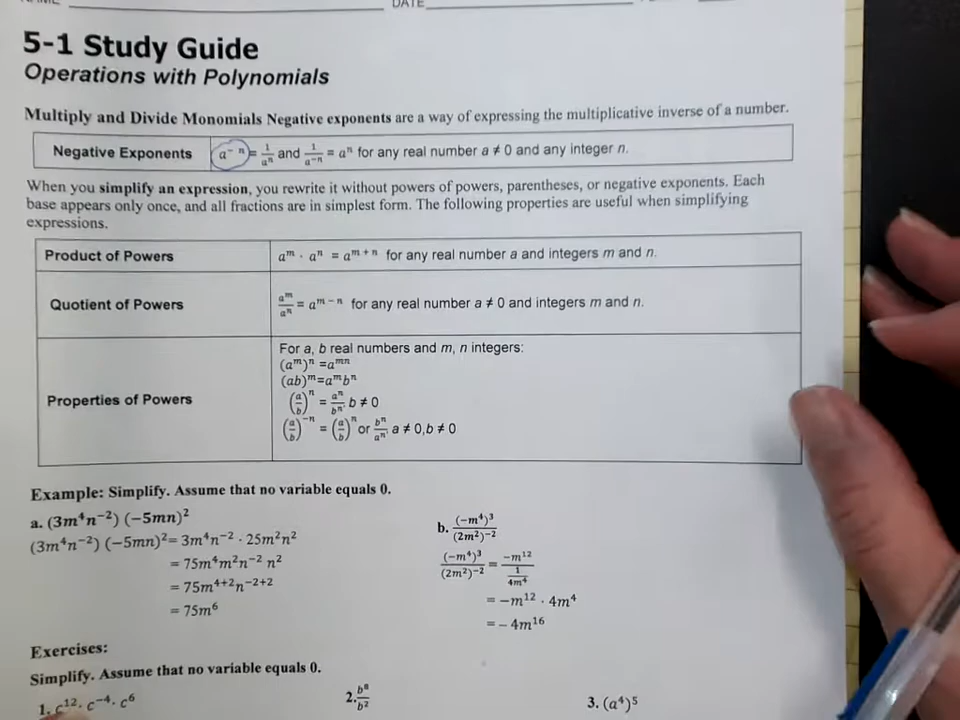 DATE
5-1 Study Guide
Operations with Polynomials
Multiply and Divide Monomials Negative exponents are a way of expressing the multiplicative inverse of a number.
Negative Exponents a⁻ⁿ = 1/aⁿ and 1/a⁻ⁿ = aⁿ for any real number a ≠ 0 and any integer n.
When you simplify an expression, you rewrite it without powers of powers, parentheses, or negative exponents. Each
base appears only once, and all fractions are in simplest form. The following properties are useful when simplifying
expressions.
Product of Powers aᵐ · aⁿ = aᵐ⁺ⁿ for any real number a and integers m and n.
Quotient of Powers aᵐ/aⁿ = aᵐ⁻ⁿ for any real number a ≠ 0 and integers m and n.
Properties of Powers
For a, b real numbers and m, n integers:
(aᵐ)ⁿ =aᵐⁿ
(ab)ᵐ=aᵐbⁿ
(a/b)ⁿ = aⁿ/bⁿ, b ≠ 0
(a/b)⁻ⁿ = (a/b)ⁿ or bⁿ/aⁿ, a ≠ 0,b ≠ 0
Example: Simplify. Assume that no variable equals 0.
a. (3m⁴n⁻²) (−5mn)²
(3m⁴n⁻²) (−5mn)²= 3m⁴n⁻² · 25m²n²
= 75m⁴m²n⁻² n²
= 75m⁴⁺²n⁻²⁺²
= 75m⁶
b. (−m⁴)³/(2m²)⁻²
(−m⁴)³/(2m²)⁻² = −m¹²/(1/4m⁴)
= −m¹² · 4m⁴
= − 4m¹⁶
Exercises:
Simplify. Assume that no variable equals 0.
1. c¹²· c⁻⁴· c⁶
2. b⁸/b²
3. (a⁴)⁵